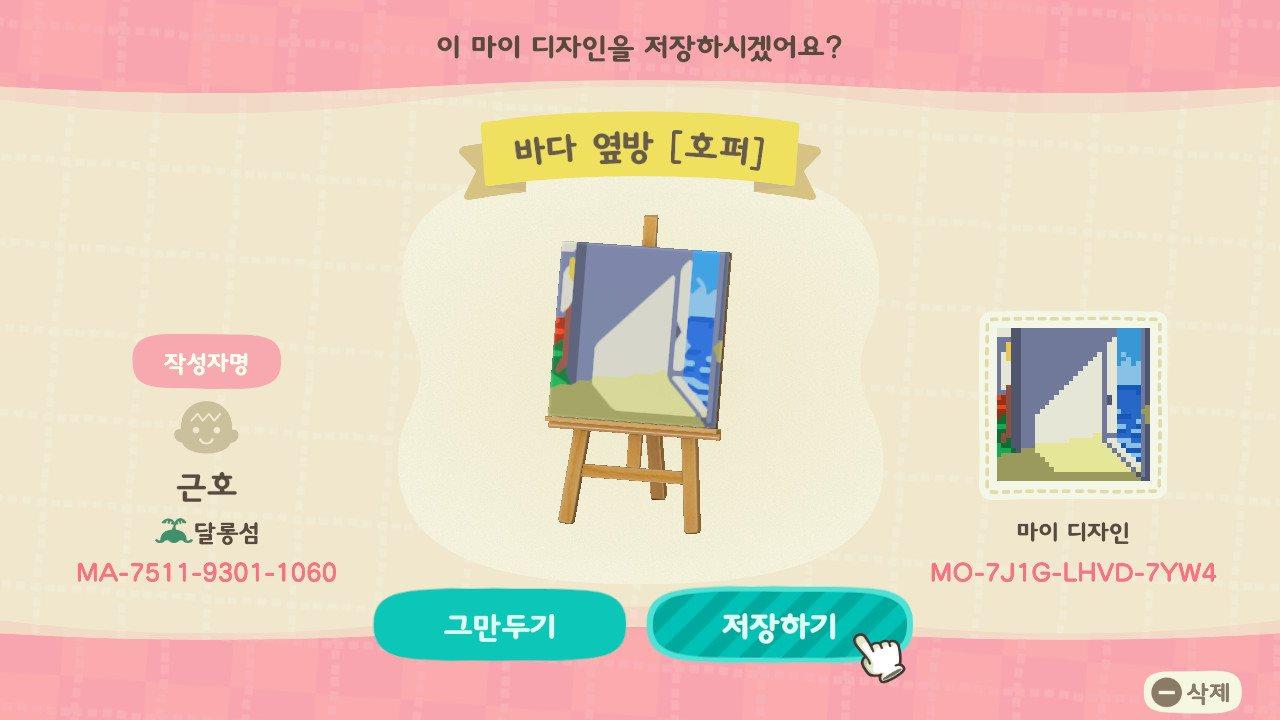 이 마이 디자인을 저장하시겠어요?
바다 옆방 [호퍼]
작성자명
근호
달롱섬
MA-7511-9301-1060
마이 디자인
MO-7J1G-LHVD-7YW4
그만두기
저장하기
삭제